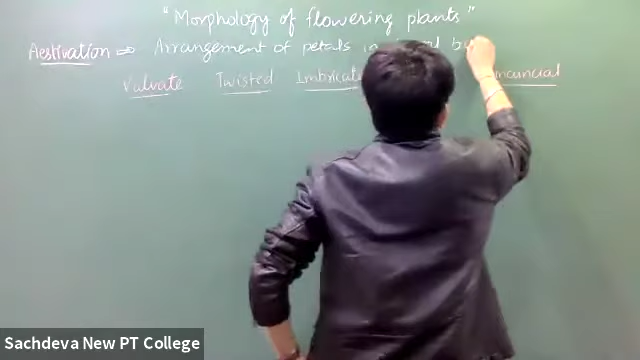 "Morphology of flowering plants"
Aestivation ⇒ Arrangement of petals in
Valvate Twisted Imbricate
Sachdeva New PT College